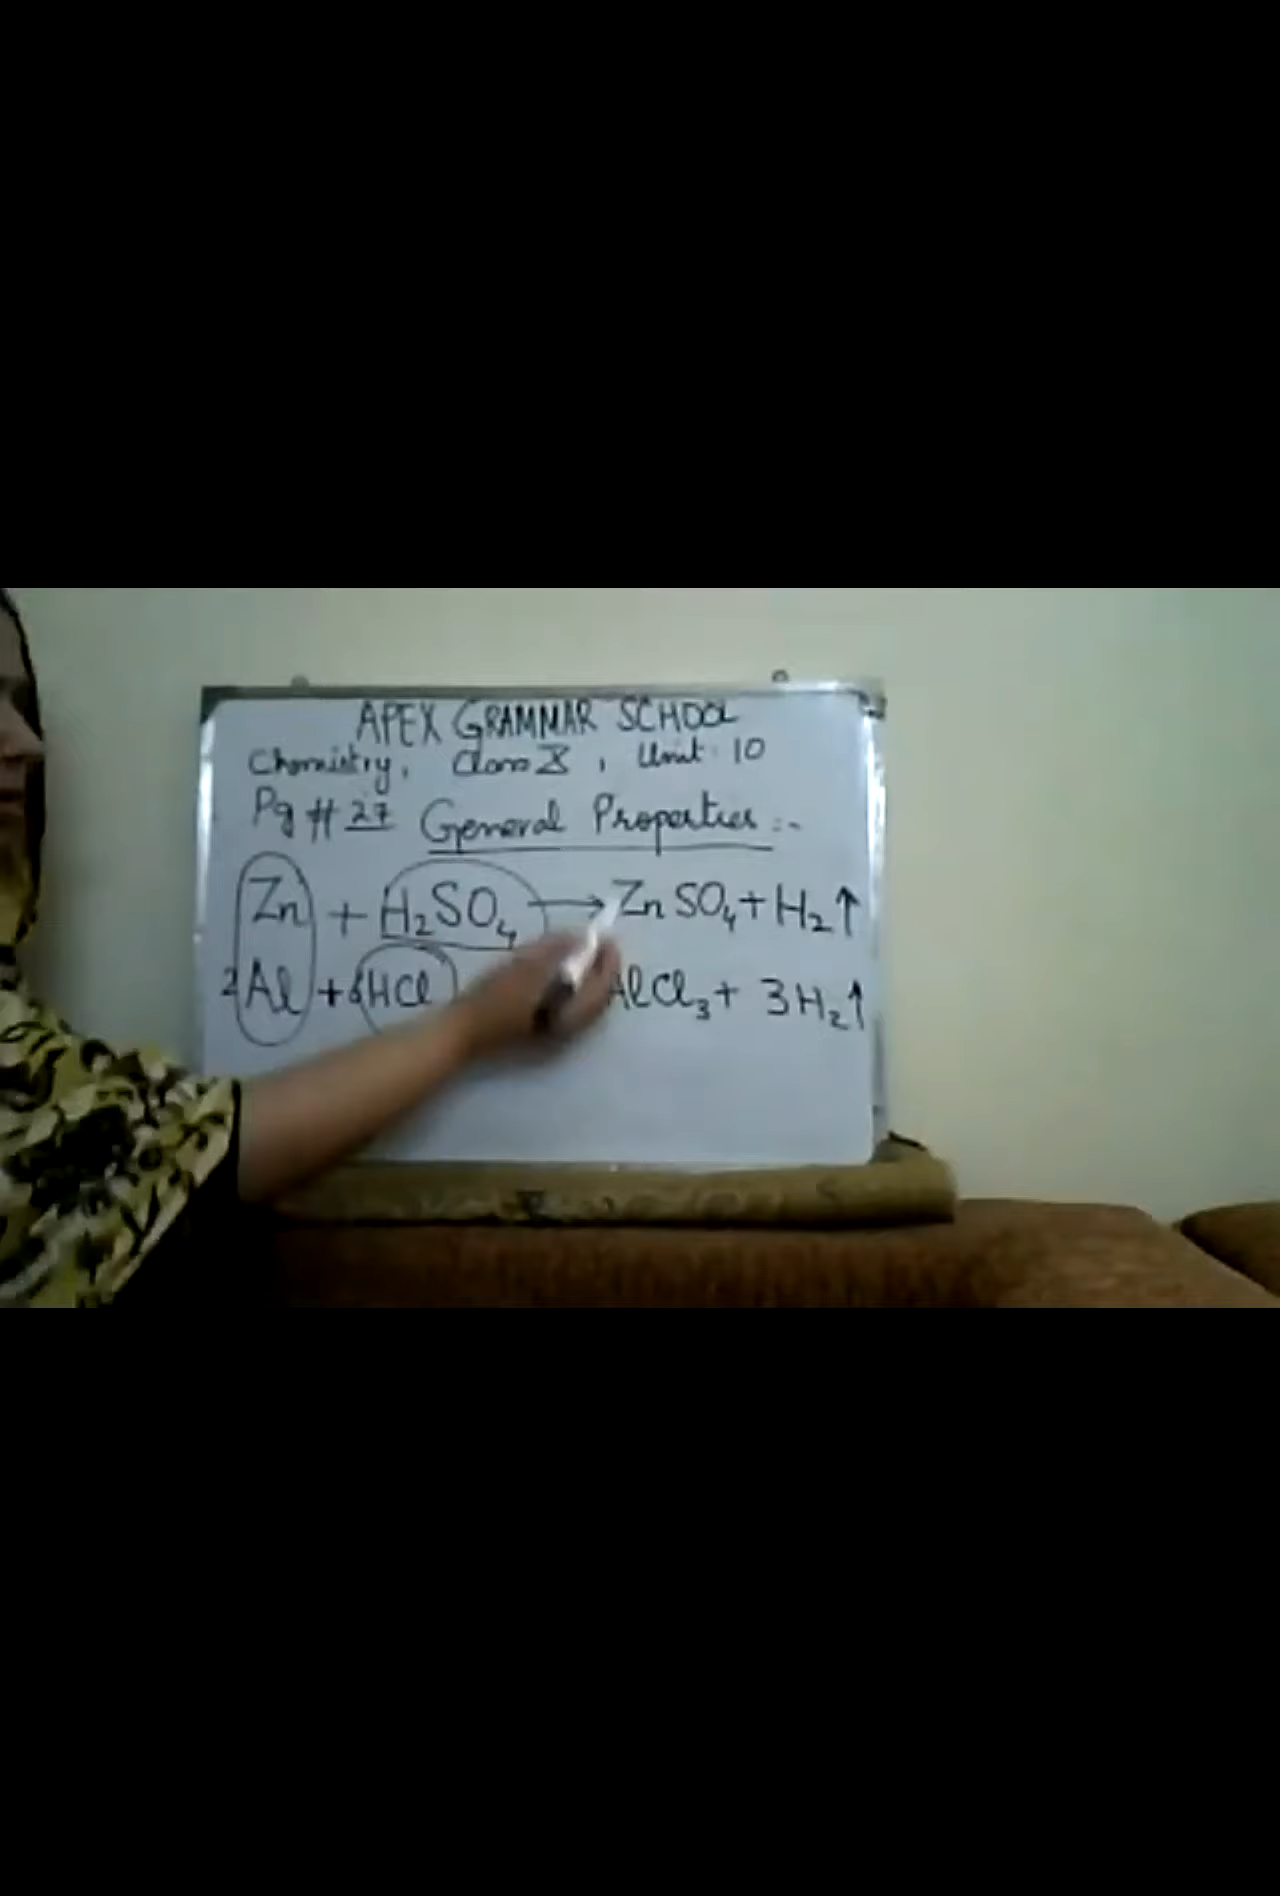 APEX GRAMMAR SCHOOL
Chemistry, Class X, Unit: 10
Pg # 27 General Properties :-
Zn + H₂SO₄ → ZnSO₄ + H₂↑
2Al + 6HCl AlCl₃ + 3H₂↑